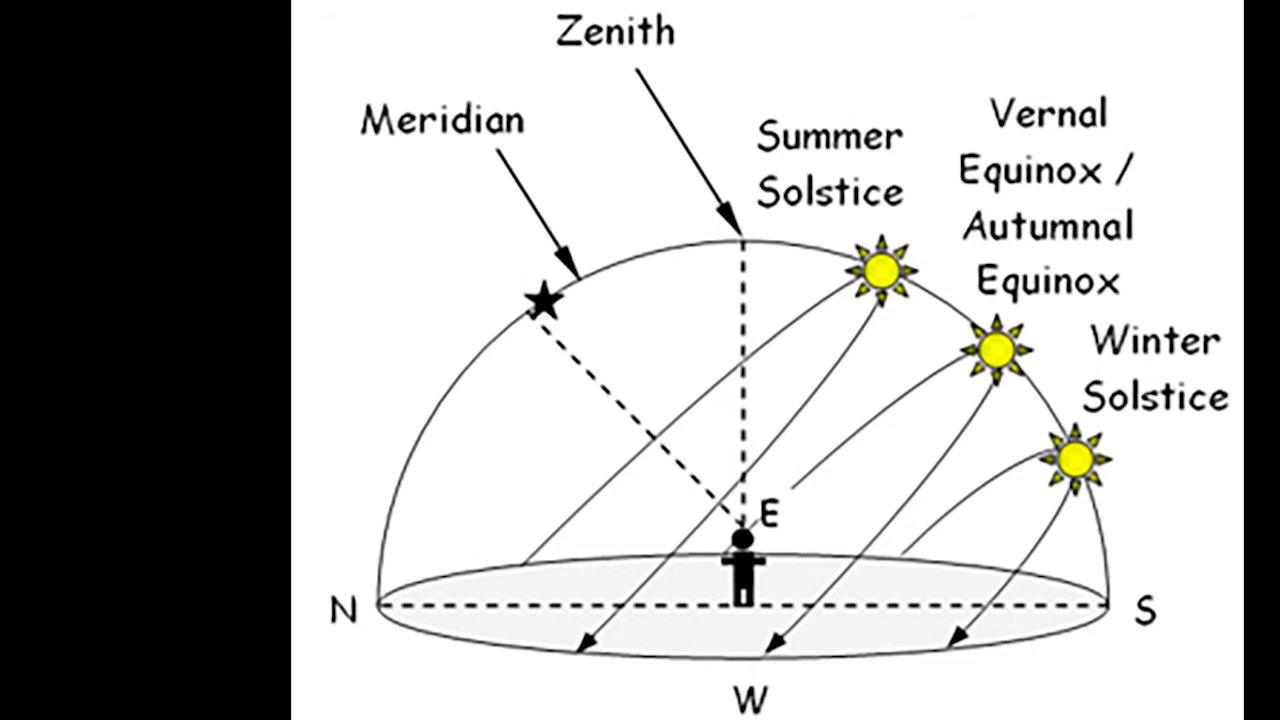 Zenith
Meridian
Summer
Solstice
Vernal
Equinox /
Autumnal
Equinox
Winter
Solstice
E
N
S
W